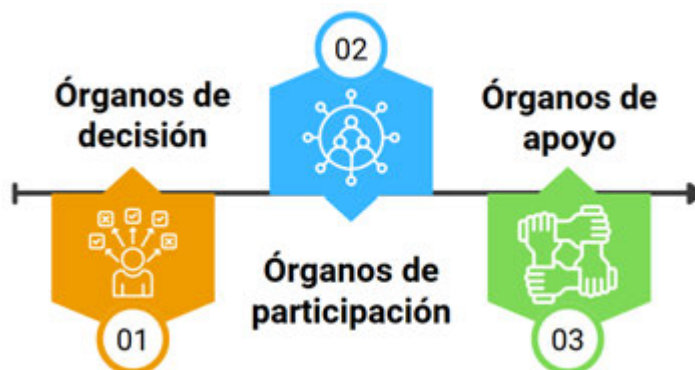 Órganos de
decisión
01
02
Órganos de
participación
Órganos de
apoyo
03